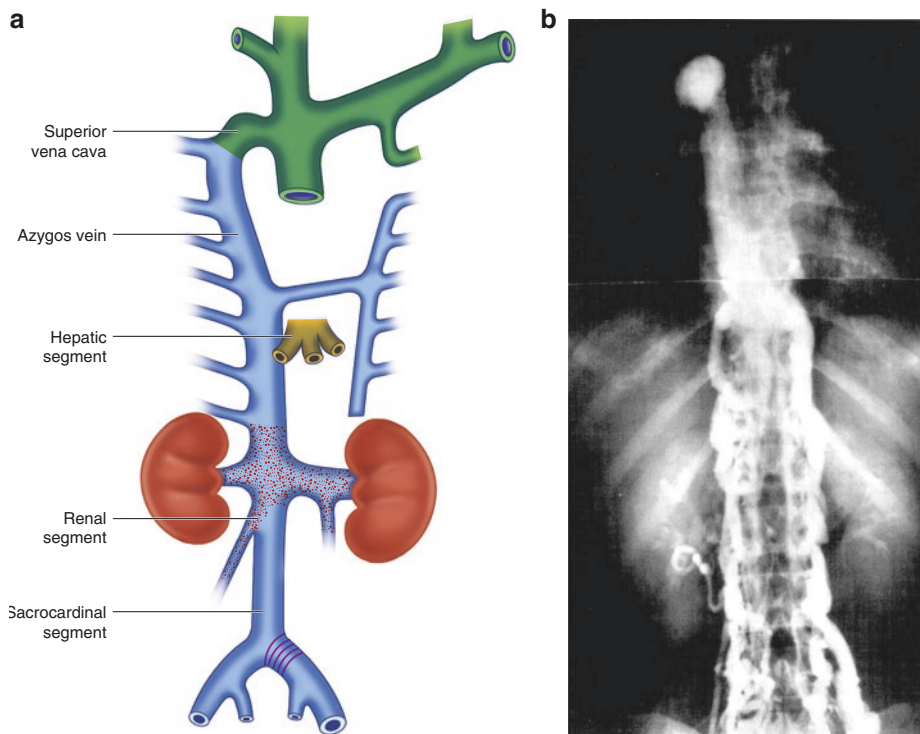 a
b
Superior
vena cava
Azygos vein
Hepatic
segment
Renal
segment
Sacrocardinal
segment